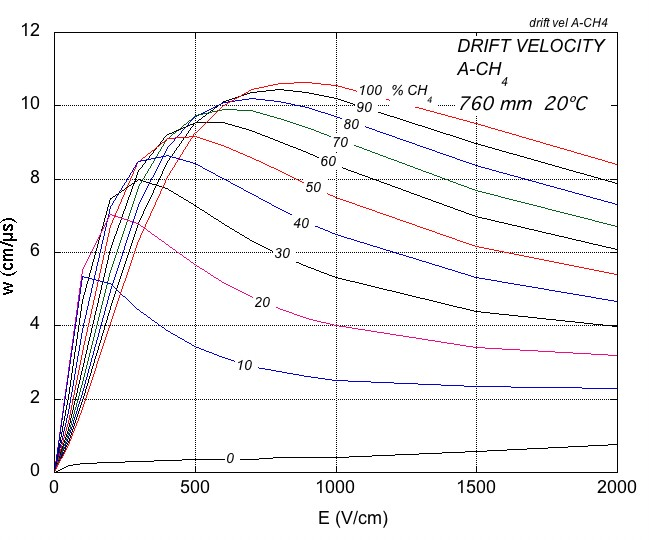 drift vel A-CH4
DRIFT VELOCITY
A-CH4
760 mm 20°C
12
10
8
6
4
2
0
w (cm/µs)
100 % CH4
90
80
70
60
50
40
30
20
10
0
0 500 1000 1500 2000
E (V/cm)